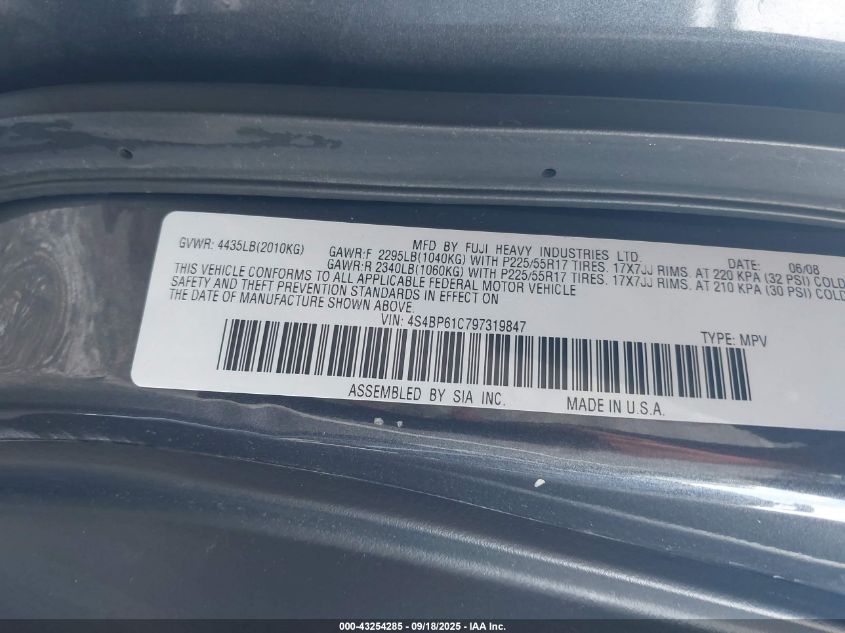 MFD BY FUJI HEAVY INDUSTRIES LTD. DATE: 06/08
GVWR: 4435LB(2010KG) GAWR:F 2295LB(1040KG) WITH P225/55R17 TIRES. 17X7JJ RIMS. AT 220 KPA (32 PSI) COLD
GAWR:R 2340LB(1060KG) WITH P225/55R17 TIRES. 17X7JJ RIMS. AT 210 KPA (30 PSI) COLD
THIS VEHICLE CONFORMS TO ALL APPLICABLE FEDERAL MOTOR VEHICLE
SAFETY AND THEFT PREVENTION STANDARDS IN EFFECT ON THE
DATE OF MANUFACTURE SHOWN ABOVE.
VIN: 4S4BP61C797319847 TYPE: MPV
ASSEMBLED BY SIA INC. MADE IN U.S.A.
000-43254285 - 09/18/2025 - IAA Inc.